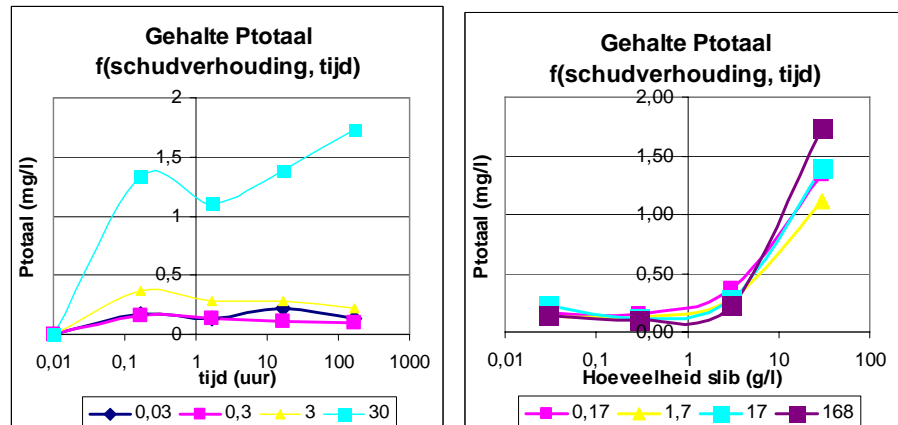 Gehalte Ptotaal
f(schudverhouding, tijd)
Ptotaal (mg/l)
2
1,5
1
0,5
0
0,01 0,1 1 10 100 1000
tijd (uur)
0,03 0,3 3 30
Gehalte Ptotaal
f(schudverhouding, tijd)
Ptotaal (mg/l)
2,00
1,50
1,00
0,50
0,00
0,01 0,1 1 10 100
Hoeveelheid slib (g/l)
0,17 1,7 17 168